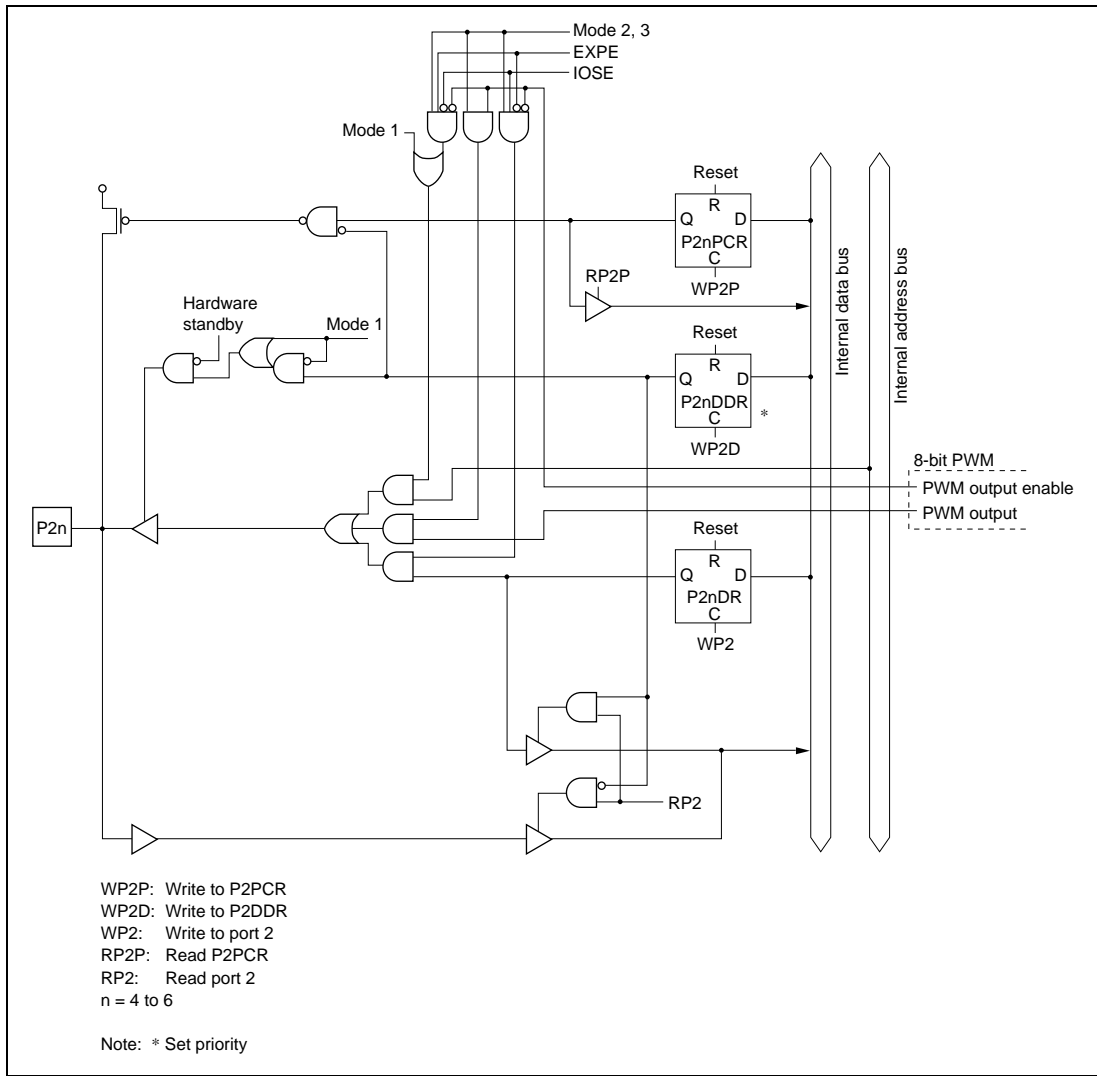 Mode 2, 3
EXPE
IOSE
Mode 1
Reset
R
Q D
P2nPCR
C
WP2P
RP2P
Hardware
standby
Mode 1
Reset
R
Q D
P2nDDR
C
*
WP2D
Internal data bus
Internal address bus
8-bit PWM
PWM output enable
PWM output
P2n
Reset
R
Q D
P2nDR
C
WP2
RP2
WP2P: Write to P2PCR
WP2D: Write to P2DDR
WP2: Write to port 2
RP2P: Read P2PCR
RP2: Read port 2
n = 4 to 6
Note: * Set priority